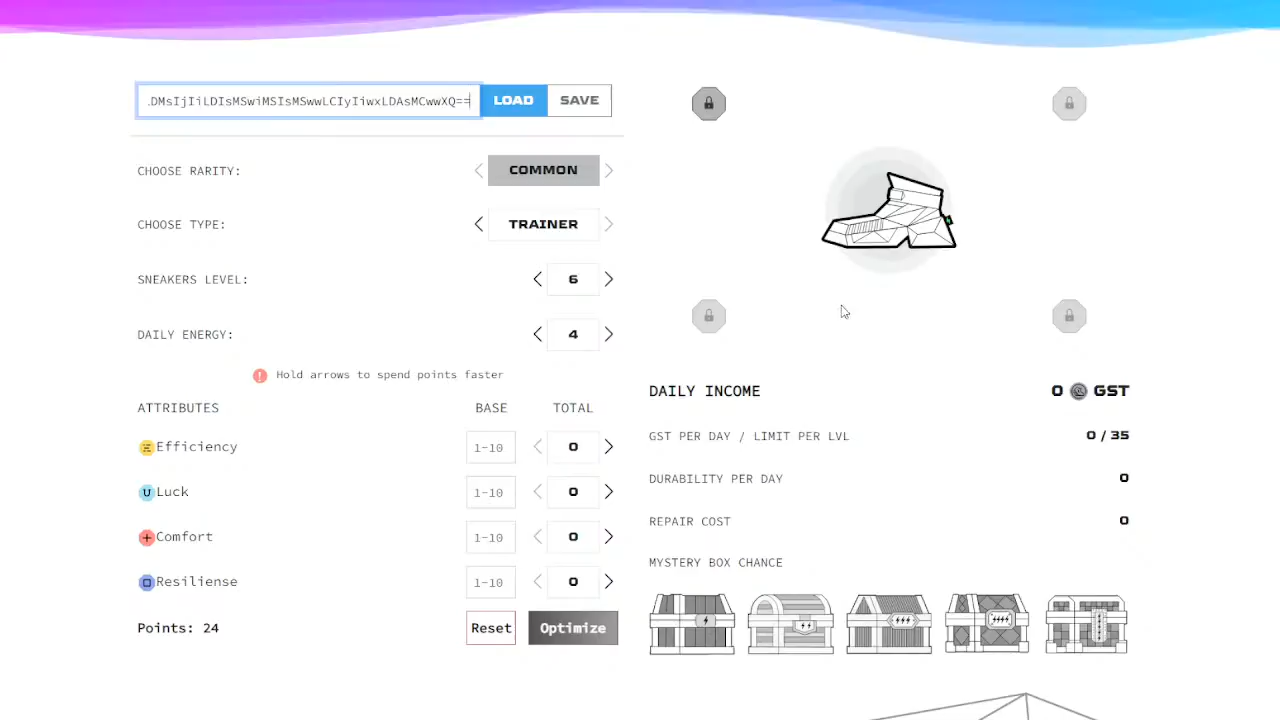 .DMsIjIiLDIsMSwiMSIsMSwwLCIyIiwxLDAsMCwwXQ== LOAD SAVE
CHOOSE RARITY: COMMON
CHOOSE TYPE: TRAINER
SNEAKERS LEVEL: 6
DAILY ENERGY: 4
Hold arrows to spend points faster
ATTRIBUTES BASE TOTAL
Efficiency 1-10 0
Luck 1-10 0
Comfort 1-10 0
Resiliense 1-10 0
Points: 24 Reset Optimize
DAILY INCOME 0 GST
GST PER DAY / LIMIT PER LVL 0 / 35
DURABILITY PER DAY 0
REPAIR COST 0
MYSTERY BOX CHANCE